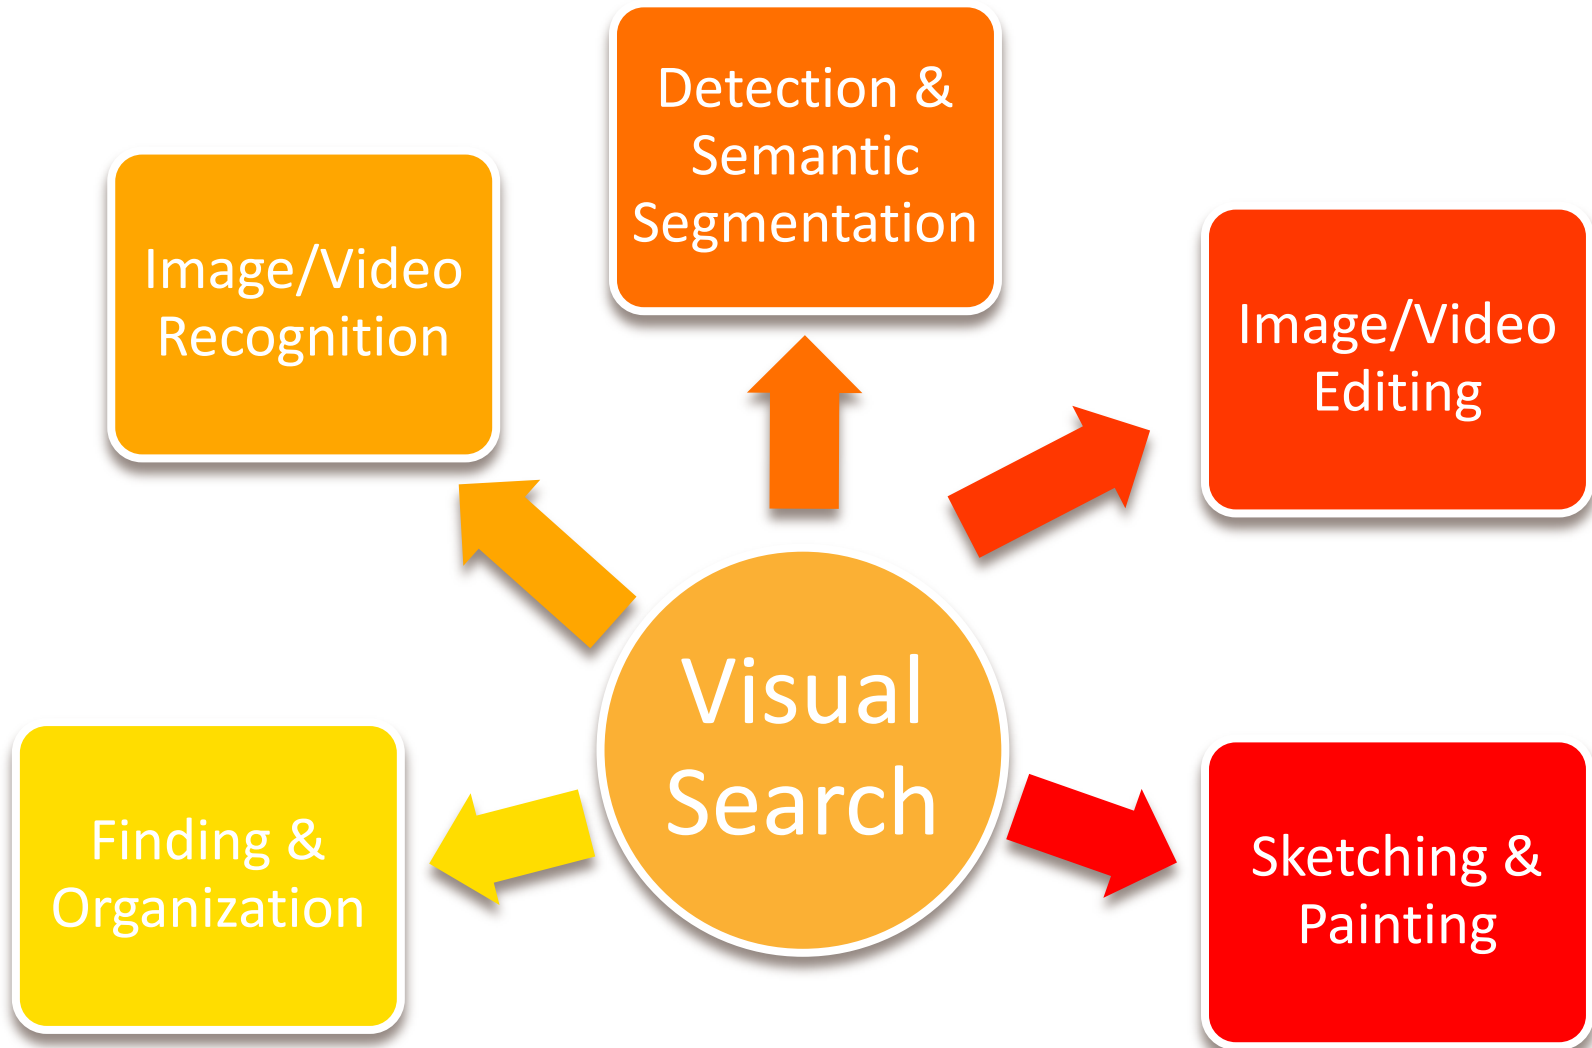 Detection &
Semantic
Segmentation
Image/Video
Recognition
Image/Video
Editing
Visual
Search
Finding &
Organization
Sketching &
Painting